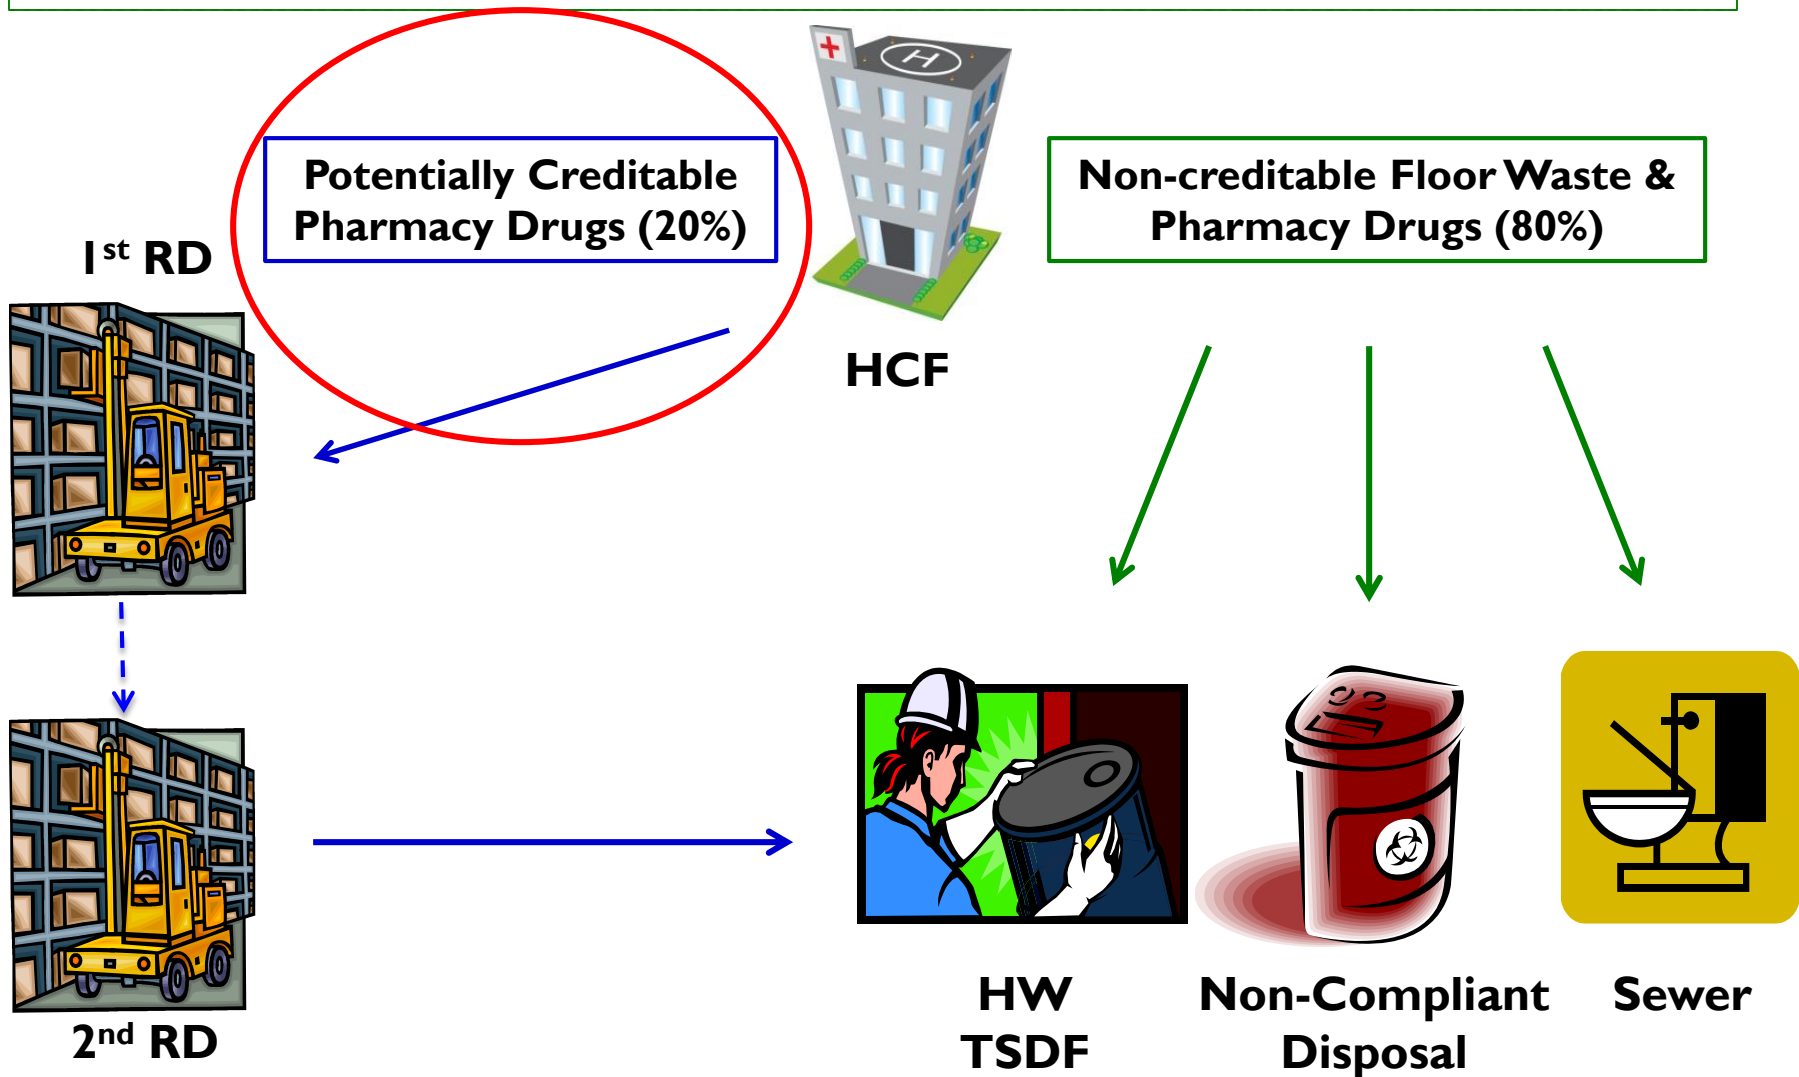 Potentially Creditable
Pharmacy Drugs (20%)
H
Non-creditable Floor Waste &
Pharmacy Drugs (80%)
1st RD
HCF
2nd RD
HW
TSDF
Non-Compliant
Disposal
Sewer